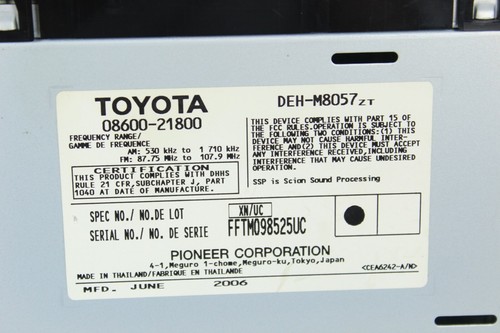 TOYOTA
08600-21800
FREQUENCY RANGE/
GAMME DE FREQUENCE
AM: 530 kHz to 1 710 kHz
FM: 87.75 MHz to 107.9 MHz
CERTIFICATION
THIS PRODUCT COMPLIES WITH DHHS
RULE 21 CFR,SUBCHAPTER J, PART
1040 AT DATE OF MANUFACTURE.
DEH-M8057ZT
THIS DEVICE COMPLIES WITH PART 15 OF
THE FCC RULES.OPERATION IS SUBJECT TO
THE FOLLOWING TWO CONDITIONS:(1) THIS
DEVICE MAY NOT CAUSE HARMFUL INTER-
FERENCE AND(2) THIS DEVICE MUST ACCEPT
ANY INTERFERENCE RECEIVED,INCLUDING
INTERFERENCE THAT MAY CAUSE UNDESIRED
OPERATION.
SSP is Scion Sound Processing
SPEC NO./ NO.DE LOT XN/UC
SERIAL NO./ NO.DE SERIE FFTM098525UC
PIONEER CORPORATION
4-1,Meguro 1-chome,Meguro-ku,Tokyo,Japan
MADE IN THAILAND/FABRIQUE EN THAILANDE
<CEA6242-A/N>
MFD. JUNE 2006